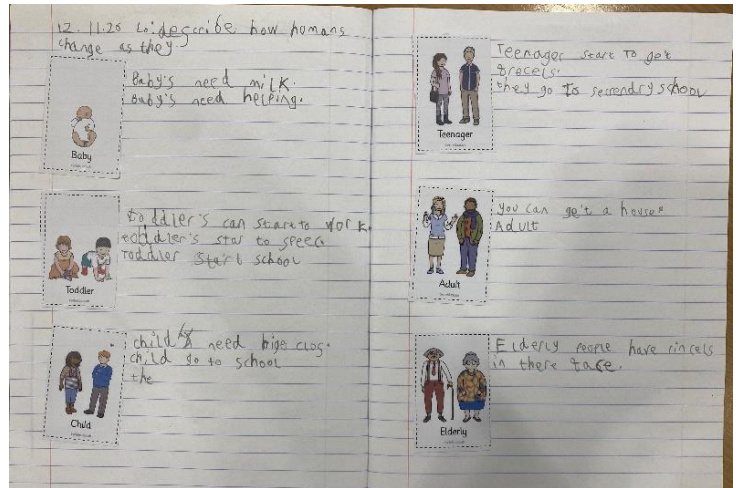 12.11.20 Lo: describe how humans
change as they
Baby's need milk.
Baby's need helping.
Baby
toddler's can start to work.
toddler's star to speec
Toddler start school
Toddler
child need bige clos.
child go to school
the
Child
Teenager start to got
bracels.
they go to secendry school
Teenager
you can get a house
Adult
Adult
Elderly people have rincels
in there face.
Elderly